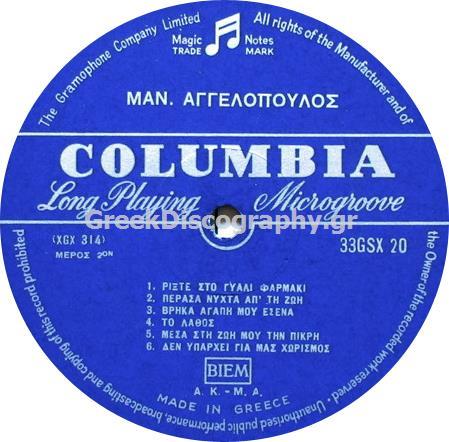 The Gramophone Company Limited
All rights of the Manufacturer and of
the Owner of the recorded work reserved - Unauthorised public performance, broadcasting and copying of this record prohibited
Magic Notes
TRADE MARK
ΜΑΝ. ΑΓΓΕΛΟΠΟΥΛΟΣ
COLUMBIA
Long Playing Microgroove
GreekDiscography.gr
(XGX 314) 33GSX 20
ΜΕΡΟΣ 2ΟΝ
1. ΡΙΞΤΕ ΣΤΟ ΓΥΑΛΙ ΦΑΡΜΑΚΙ
2. ΠΕΡΑΣΑ ΝΥΧΤΑ ΑΠ' ΤΗ ΖΩΗ
3. ΒΡΗΚΑ ΑΓΑΠΗ ΜΟΥ ΕΣΕΝΑ
4. ΤΟ ΛΑΘΟΣ
5. ΜΕΣΑ ΣΤΗ ΖΩΗ ΜΟΥ ΤΗΝ ΠΙΚΡΗ
6. ΔΕΝ ΥΠΑΡΧΕΙ ΓΙΑ ΜΑΣ ΧΩΡΙΣΜΟΣ
BIEM
Α. Κ. - Μ. Α.
MADE IN GREECE